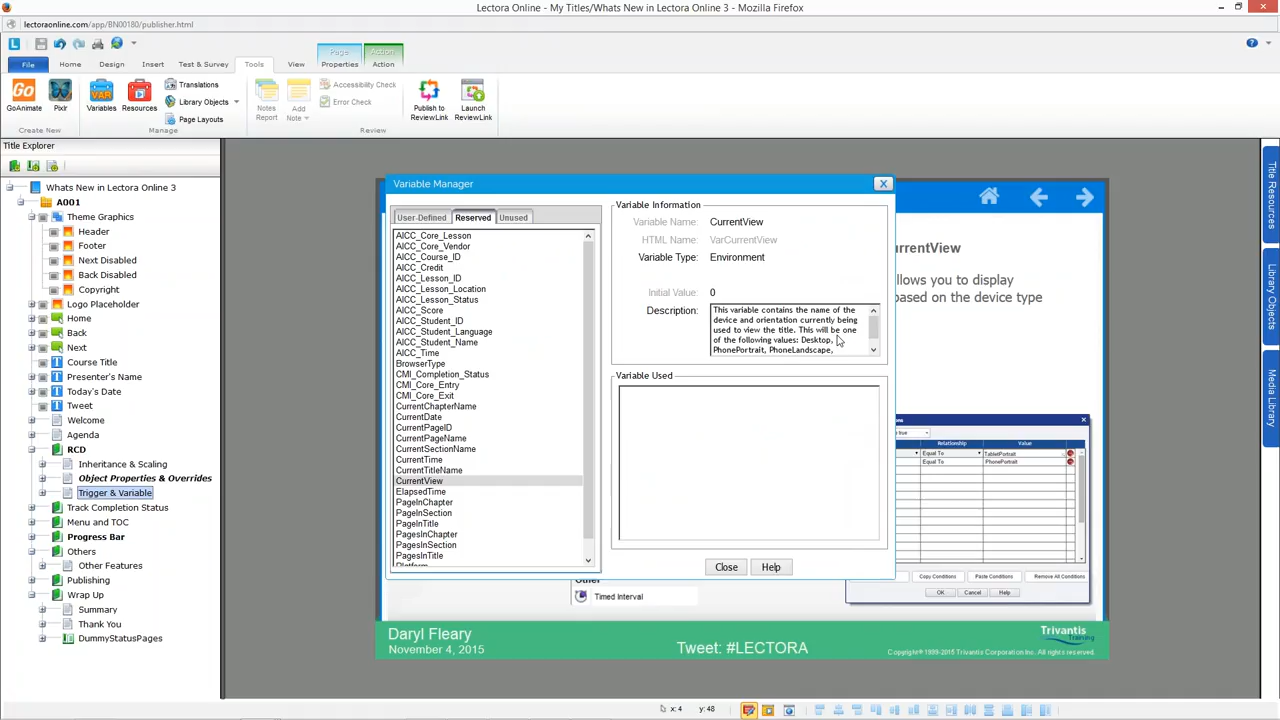 Lectora Online - My Titles/Whats New in Lectora Online 3 - Mozilla Firefox
lectoraonline.com/app/BN00180/publisher.html
Page
Action
File
Home
Design
Insert
Test & Survey
Tools
View
Properties
Action
GoAnimate
Pixlr
Variables
Resources
Translations
Library Objects
Page Layouts
Notes Report
Add Note
Accessibility Check
Error Check
Publish to ReviewLink
Launch ReviewLink
Create New
Manage
Review
Title Explorer
Whats New in Lectora Online 3
A001
Theme Graphics
Header
Footer
Next Disabled
Back Disabled
Copyright
Logo Placeholder
Home
Back
Next
Course Title
Presenter's Name
Today's Date
Tweet
Welcome
Agenda
RCD
Inheritance & Scaling
Object Properties & Overrides
Trigger & Variable
Track Completion Status
Menu and TOC
Progress Bar
Others
Other Features
Publishing
Wrap Up
Summary
Thank You
DummyStatusPages
Variable Manager
User-Defined
Reserved
Unused
AICC_Core_Lesson
AICC_Core_Vendor
AICC_Course_ID
AICC_Credit
AICC_Lesson_ID
AICC_Lesson_Location
AICC_Lesson_Status
AICC_Score
AICC_Student_ID
AICC_Student_Language
AICC_Student_Name
AICC_Time
BrowserType
CMI_Completion_Status
CMI_Core_Entry
CMI_Core_Exit
CurrentChapterName
CurrentDate
CurrentPageID
CurrentPageName
CurrentSectionName
CurrentTime
CurrentTitleName
CurrentView
ElapsedTime
PageInChapter
PageInSection
PageInTitle
PagesInChapter
PagesInSection
PagesInTitle
Platform
Variable Information
Variable Name: CurrentView
HTML Name: VarCurrentView
Variable Type: Environment
Initial Value: 0
Description:
This variable contains the name of the
device and orientation currently being
used to view the title. This will be one
of the following values: Desktop,
PhonePortrait, PhoneLandscape,
Variable Used
Close
Help
urrentView
llows you to display
based on the device type
Relationship
Value
Equal To
TabletPortrait
Equal To
PhonePortrait
Copy Conditions
Paste Conditions
Remove All Conditions
OK
Cancel
Help
Other
Timed Interval
Daryl Fleary
November 4, 2015
Tweet: #LECTORA
Trivantis
Training
Copyright © 1999-2015 Trivantis Corporation Inc. All rights reserved.
Title Resources
Library Objects
Media Library
x: 4
y: 48